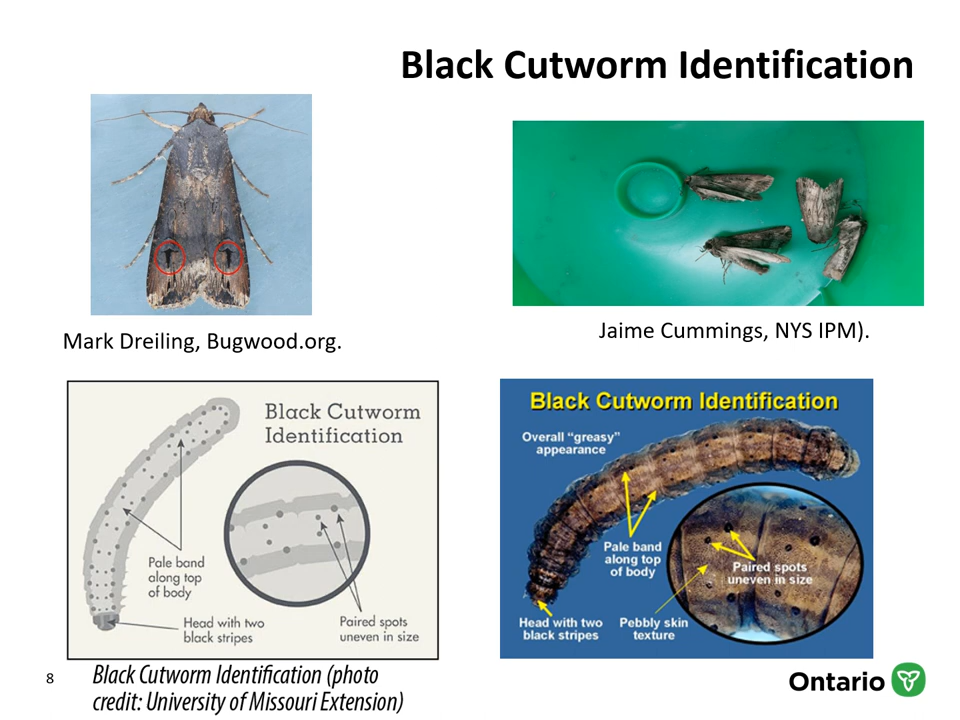 Black Cutworm Identification
Mark Dreiling, Bugwood.org.
Jaime Cummings, NYS IPM).
Black Cutworm
Identification
Pale band
along top
of body
Head with two
black stripes
Paired spots
uneven in size
Black Cutworm Identification
Overall “greasy”
appearance
Pale band
along top
of body
Paired spots
uneven in size
Head with two
black stripes
Pebbly skin
texture
8
Black Cutworm Identification (photo
credit: University of Missouri Extension)
Ontario